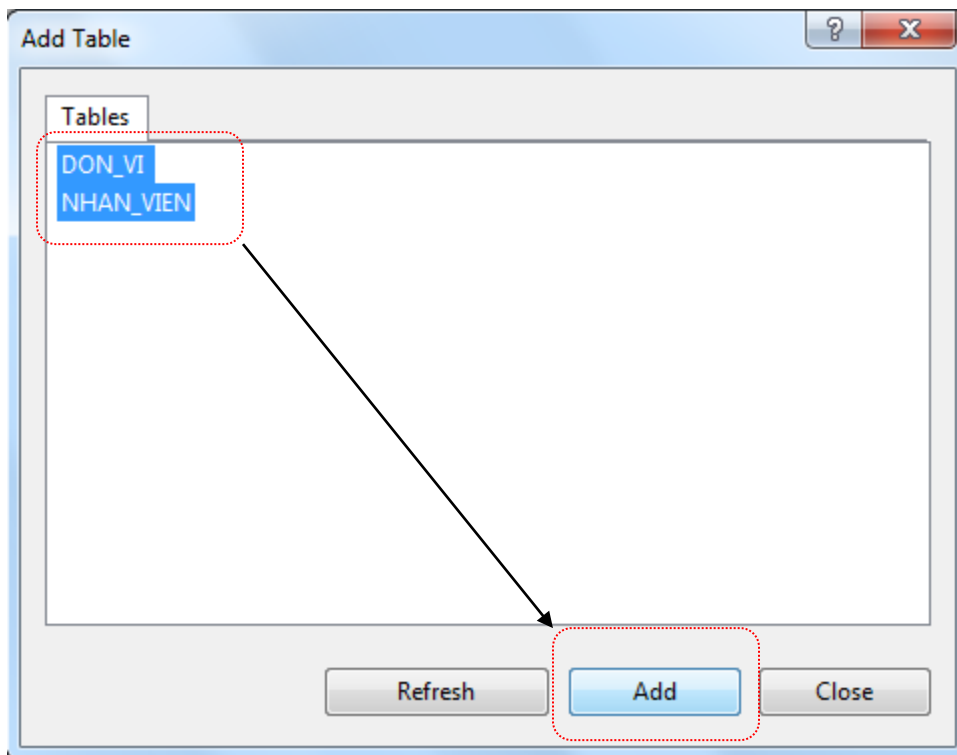 Add Table
Tables
DON_VI
NHAN_VIEN
Refresh
Add
Close